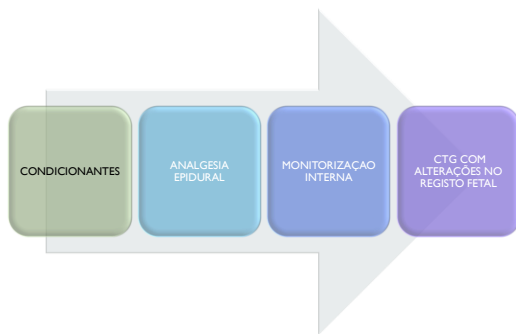 CONDICIONANTES
ANALGESIA
EPIDURAL
MONITORIZAÇAO
INTERNA
CTG COM
ALTERAÇÕES NO
REGISTO FETAL